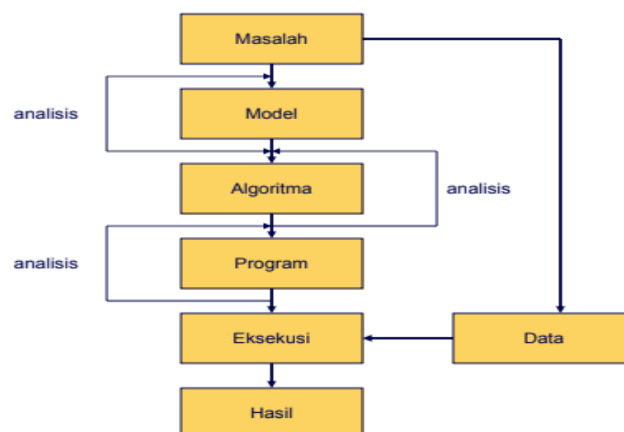 Masalah
analisis
Model
Algoritma
analisis
analisis
Program
Eksekusi
Data
Hasil